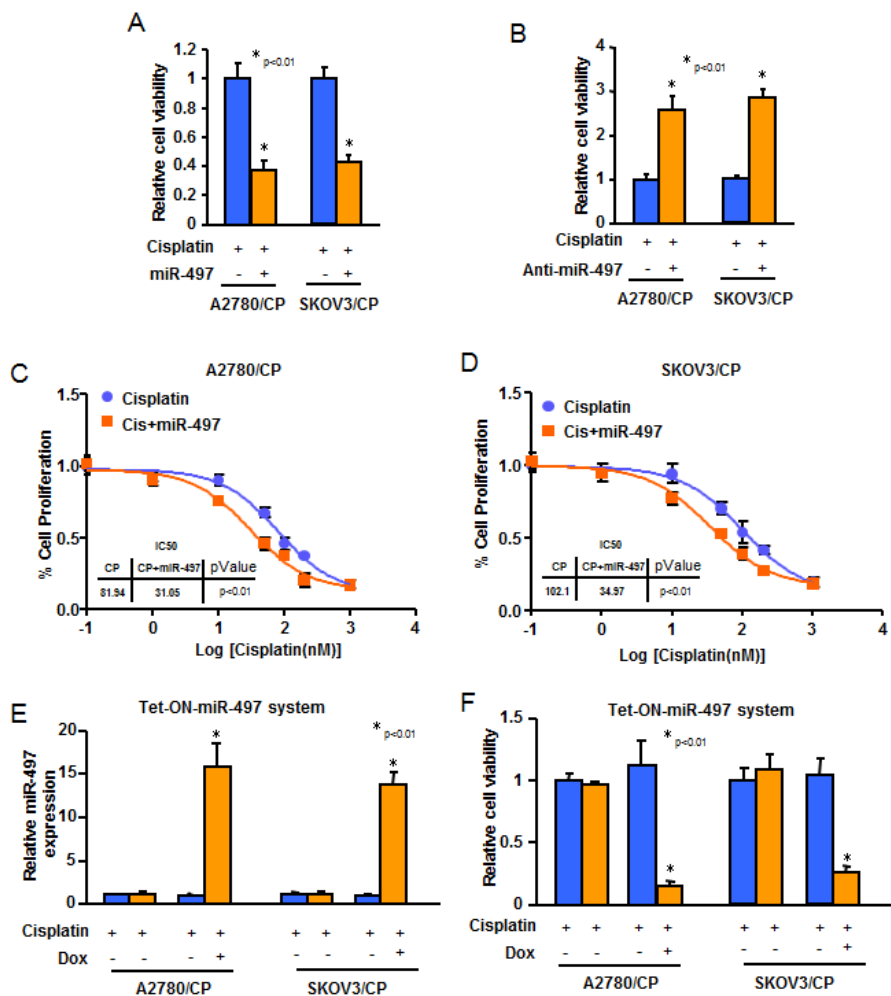 A
Relative cell viability
1.2
1
0.8
0.6
0.4
0.2
0
* p<0.01
*
*
Cisplatin + + + +
miR-497 - + - +
A2780/CP SKOV3/CP
B
Relative cell viability
4
3
2
1
0
* p<0.01
*
*
Cisplatin + + + +
Anti-miR-497 - + - +
A2780/CP SKOV3/CP
C
A2780/CP
Cisplatin
Cis+miR-497
% Cell Proliferation
1.5
1.0
0.5
0.0
IC50
CP CP+miR-497 pValue
81.94 31.05 p<0.01
-1 0 1 2 3 4
Log [Cisplatin(nM)]
D
SKOV3/CP
Cisplatin
Cis+miR-497
% Cell Proliferation
1.5
1.0
0.5
0.0
IC50
CP CP+miR-497 pValue
102.1 34.97 p<0.01
-1 0 1 2 3 4
Log [Cisplatin(nM)]
E
Tet-ON-miR-497 system
Relative miR-497
expression
20
15
10
5
0
* p<0.01
*
*
Cisplatin + + + + + + + +
Dox - - - + - - - +
A2780/CP SKOV3/CP
F
Tet-ON-miR-497 system
Relative cell viability
1.5
1
0.5
0
* p<0.01
*
*
Cisplatin + + + + + + + +
Dox - - - + - - - +
A2780/CP SKOV3/CP